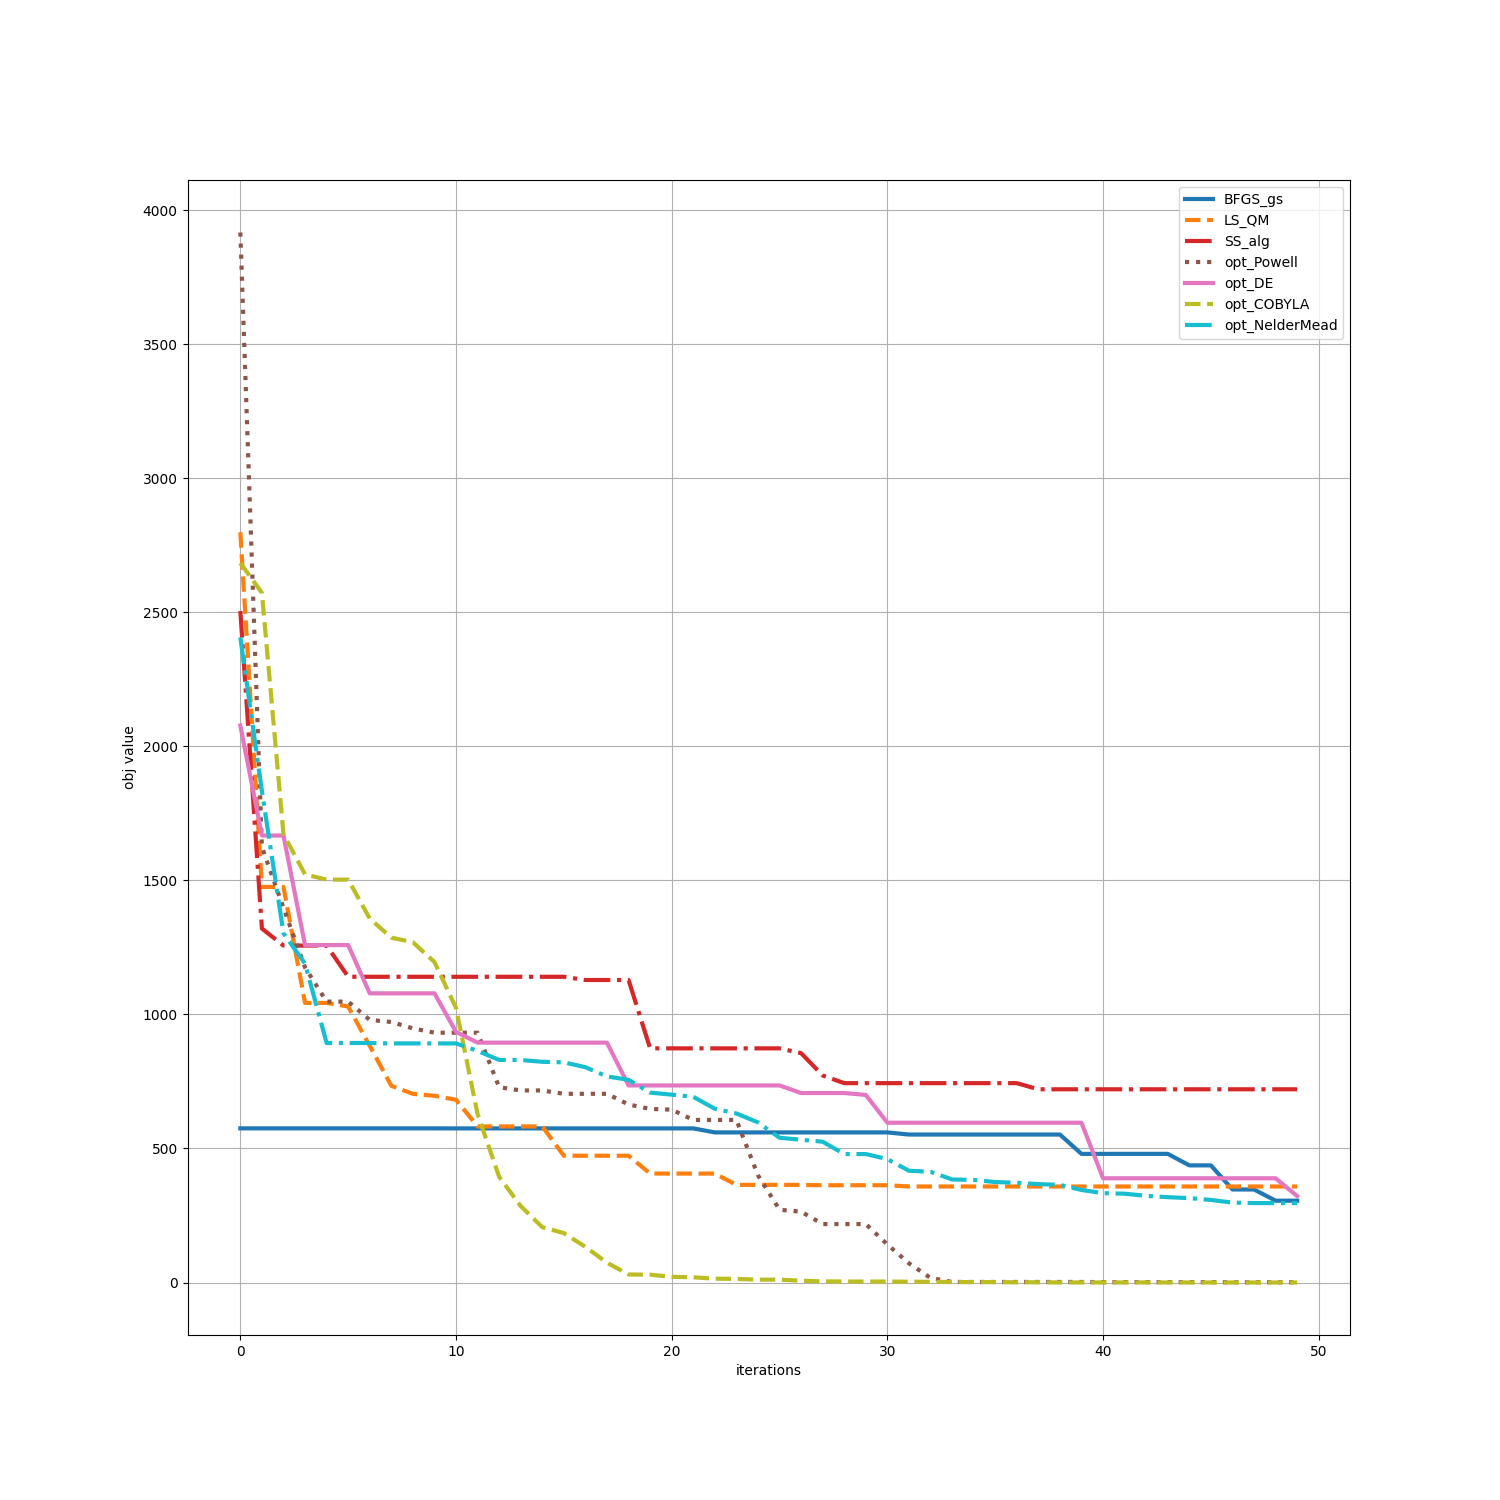 4000
3500
3000
2500
2000
1500
1000
500
0
obj value
0 10 20 30 40 50
iterations
BFGS_gs
LS_QM
SS_alg
opt_Powell
opt_DE
opt_COBYLA
opt_NelderMead